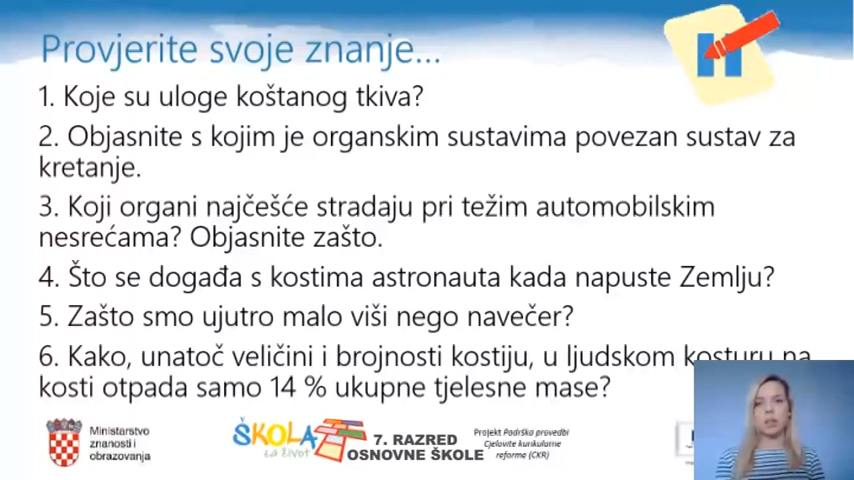 Provjerite svoje znanje...
1. Koje su uloge koštanog tkiva?
2. Objasnite s kojim je organskim sustavima povezan sustav za
kretanje.
3. Koji organi najčešće stradaju pri težim automobilskim
nesrećama? Objasnite zašto.
4. Što se događa s kostima astronauta kada napuste Zemlju?
5. Zašto smo ujutro malo viši nego navečer?
6. Kako, unatoč veličini i brojnosti kostiju, u ljudskom kosturu na
kosti otpada samo 14 % ukupne tjelesne mase?
Ministarstvo
znanosti i
obrazovanja
ŠKOLA
za život
7. RAZRED
OSNOVNE ŠKOLE
Projekt Podrška provedbi
Cjelovite kurikularne
reforme (CKR)